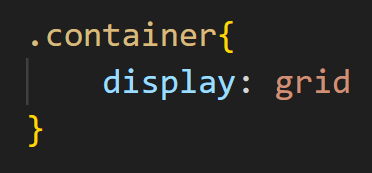 .container{
    display: grid
}